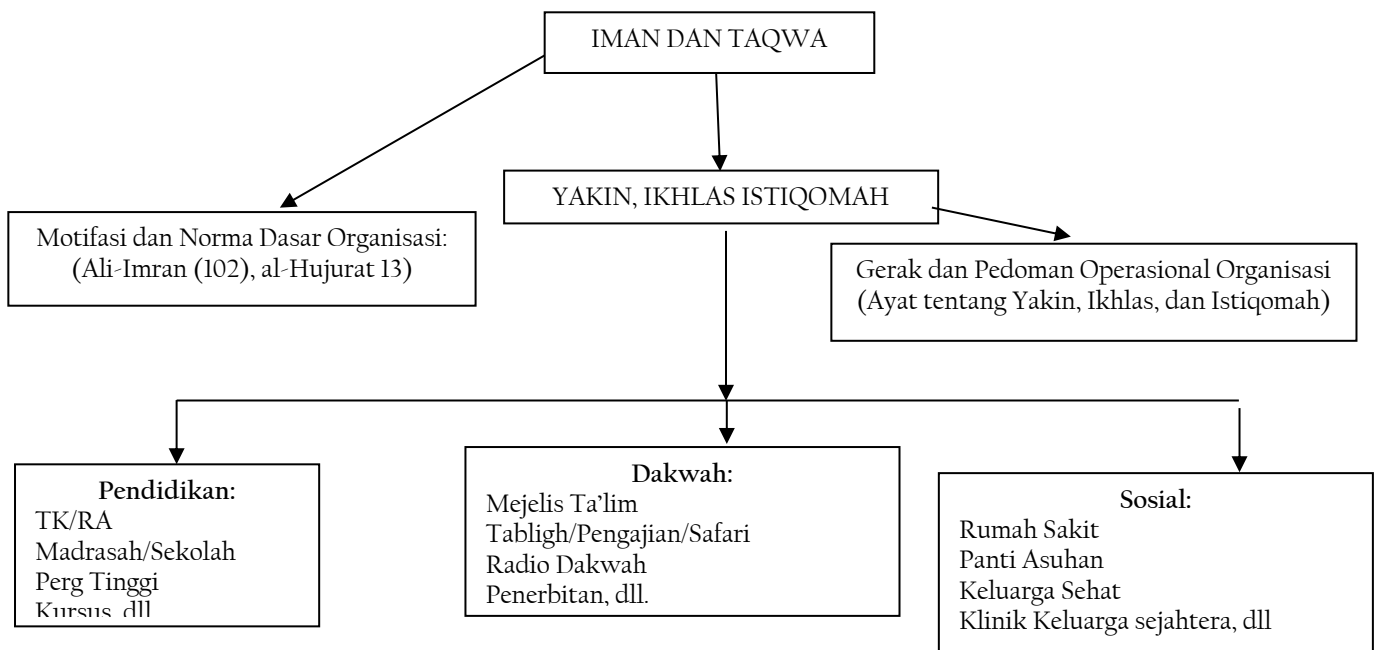 IMAN DAN TAQWA
YAKIN, IKHLAS ISTIQOMAH
Motifasi dan Norma Dasar Organisasi:
(Ali-Imran (102), al-Hujurat 13)
Gerak dan Pedoman Operasional Organisasi
(Ayat tentang Yakin, Ikhlas, dan Istiqomah)
Pendidikan:
TK/RA
Madrasah/Sekolah
Perg Tinggi
Kursus, dll
Dakwah:
Mejelis Ta’lim
Tabligh/Pengajian/Safari
Radio Dakwah
Penerbitan, dll.
Sosial:
Rumah Sakit
Panti Asuhan
Keluarga Sehat
Klinik Keluarga sejahtera, dll